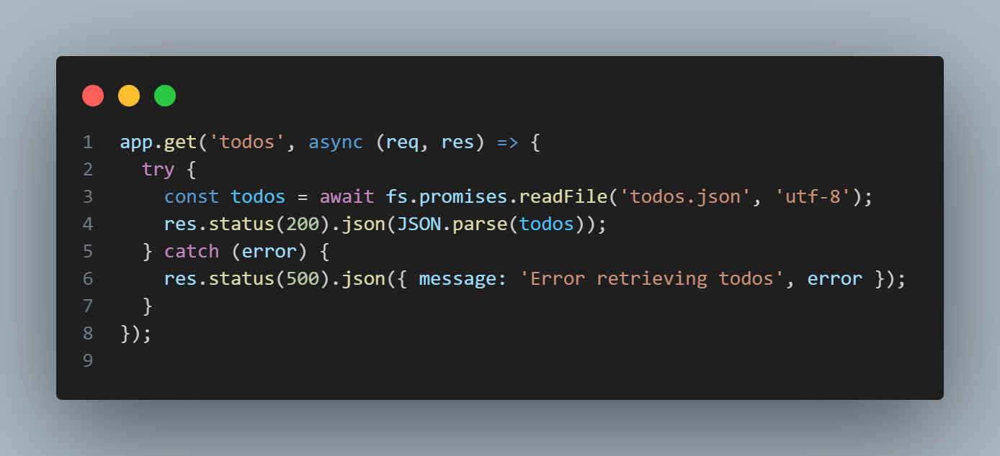 1 app.get('todos', async (req, res) => {
2   try {
3     const todos = await fs.promises.readFile('todos.json', 'utf-8');
4     res.status(200).json(JSON.parse(todos));
5   } catch (error) {
6     res.status(500).json({ message: 'Error retrieving todos', error });
7   }
8 });
9